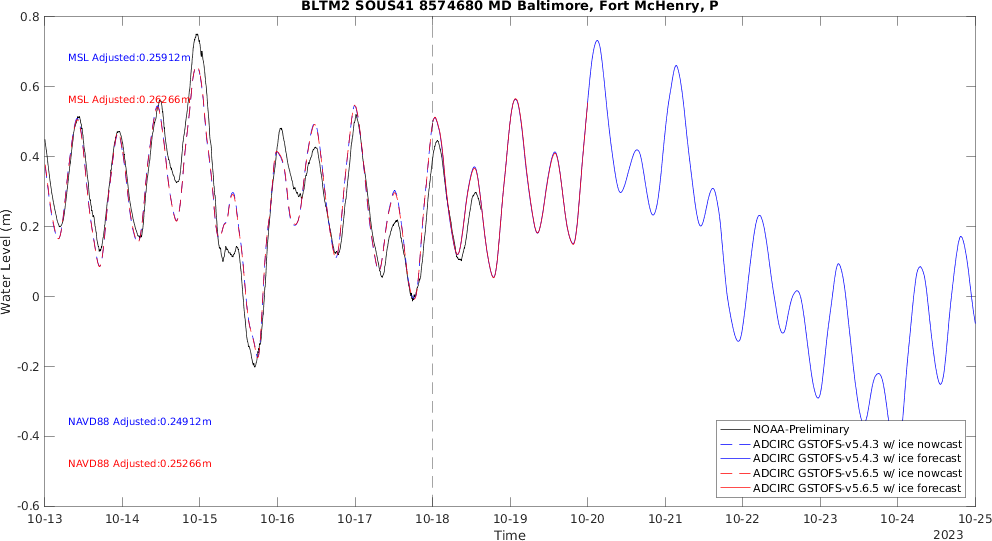 BLTM2 SOUS41 8574680 MD Baltimore, Fort McHenry, P
0.8
0.6
0.4
0.2
0
-0.2
-0.4
-0.6
Water Level (m)
MSL Adjusted:0.25912m
MSL Adjusted:0.26266m
NAVD88 Adjusted:0.24912m
NAVD88 Adjusted:0.25266m
NOAA-Preliminary
ADCIRC GSTOFS-v5.4.3 w/ ice nowcast
ADCIRC GSTOFS-v5.4.3 w/ ice forecast
ADCIRC GSTOFS-v5.6.5 w/ ice nowcast
ADCIRC GSTOFS-v5.6.5 w/ ice forecast
10-13 10-14 10-15 10-16 10-17 10-18 10-19 10-20 10-21 10-22 10-23 10-24 10-25
Time
2023